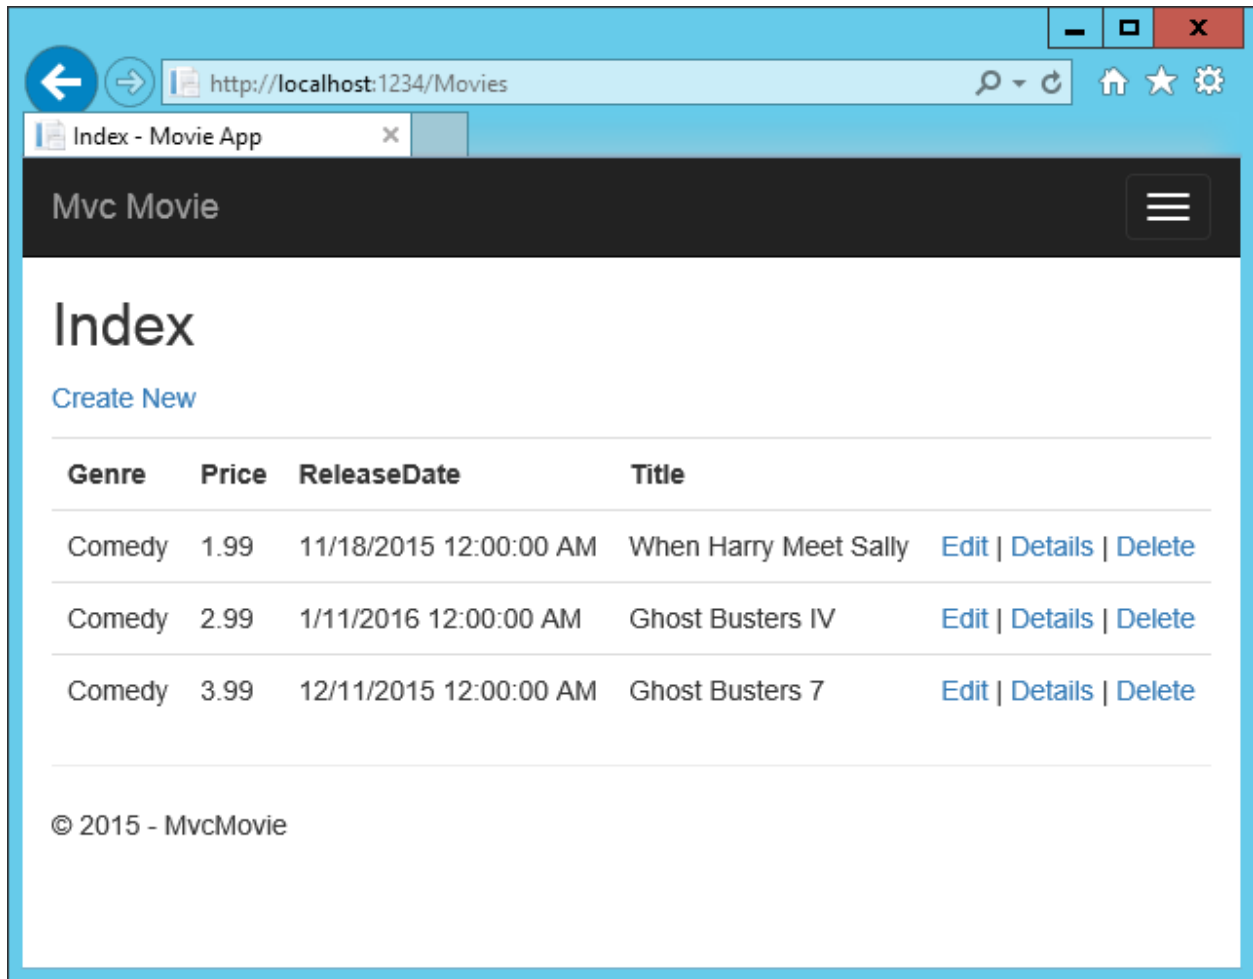 http://localhost:1234/Movies
Index - Movie App
Mvc Movie
Index
Create New
Genre Price ReleaseDate Title
Comedy 1.99 11/18/2015 12:00:00 AM When Harry Meet Sally Edit | Details | Delete
Comedy 2.99 1/11/2016 12:00:00 AM Ghost Busters IV Edit | Details | Delete
Comedy 3.99 12/11/2015 12:00:00 AM Ghost Busters 7 Edit | Details | Delete
© 2015 - MvcMovie